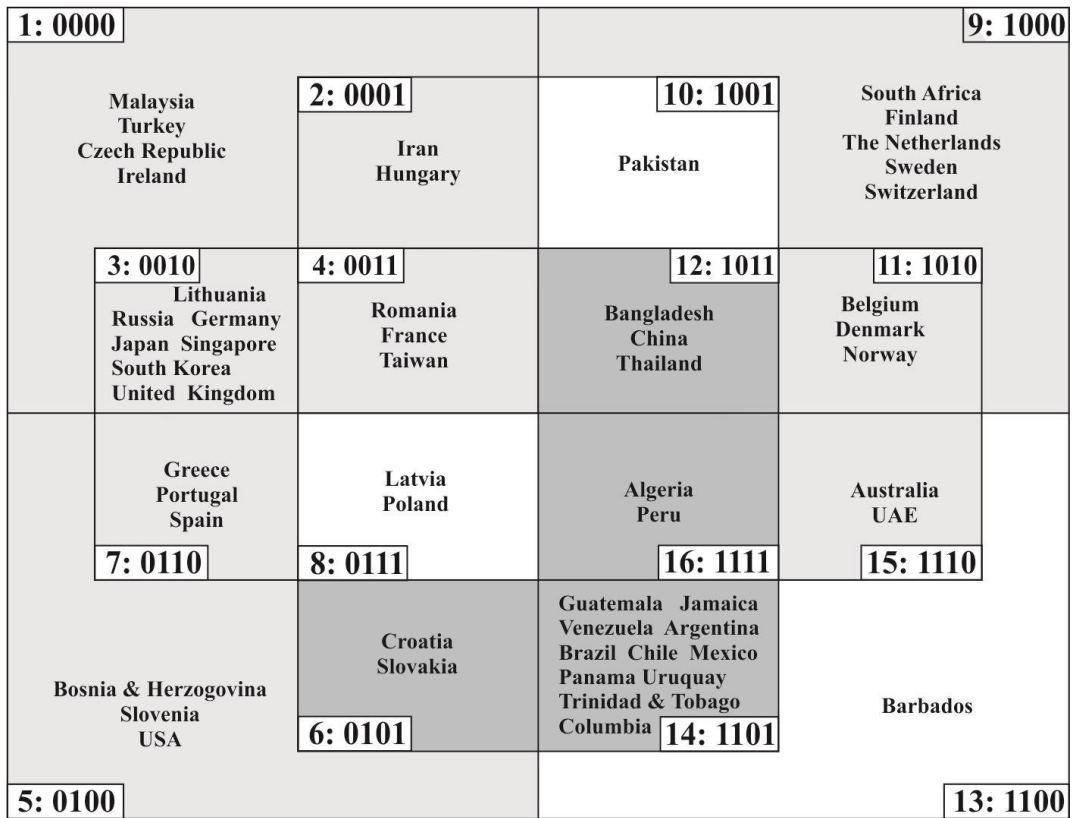 1: 0000
9: 1000
Malaysia
Turkey
Czech Republic
Ireland
2: 0001
Iran
Hungary
10: 1001
Pakistan
South Africa
Finland
The Netherlands
Sweden
Switzerland
3: 0010
Lithuania
Russia Germany
Japan Singapore
South Korea
United Kingdom
4: 0011
Romania
France
Taiwan
12: 1011
Bangladesh
China
Thailand
11: 1010
Belgium
Denmark
Norway
Greece
Portugal
Spain
7: 0110
Latvia
Poland
8: 0111
Algeria
Peru
16: 1111
Australia
UAE
15: 1110
Bosnia & Herzogovina
Slovenia
USA
5: 0100
Croatia
Slovakia
6: 0101
Guatemala Jamaica
Venezuela Argentina
Brazil Chile Mexico
Panama Uruguay
Trinidad & Tobago
Columbia
14: 1101
Barbados
13: 1100